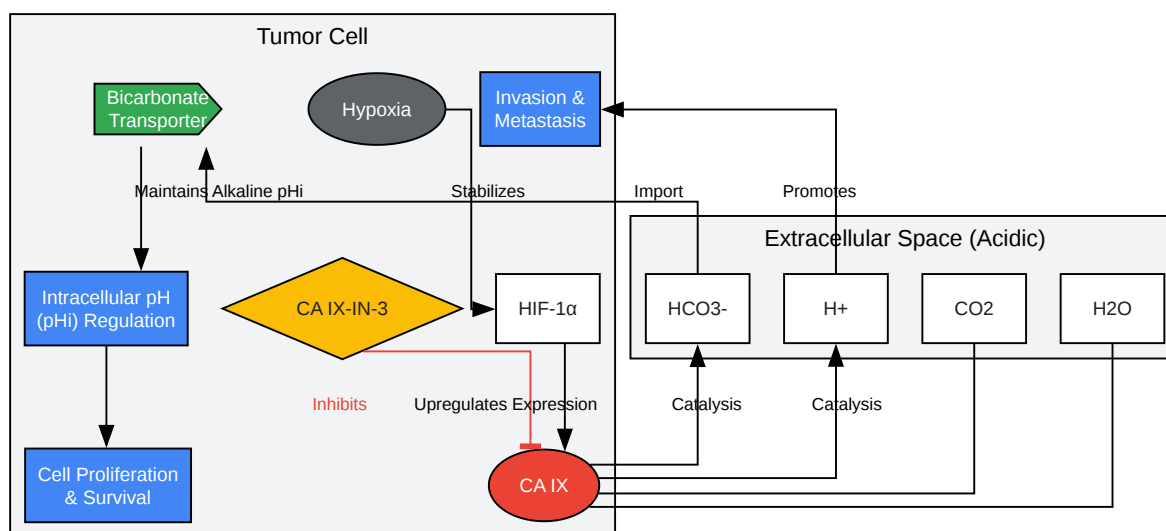 Tumor Cell
Bicarbonate
Transporter
Hypoxia
Invasion &
Metastasis
Maintains Alkaline pHi
Stabilizes
Import
Promotes
Extracellular Space (Acidic)
Intracellular pH
(pHi) Regulation
CA IX-IN-3
HIF-1α
HCO3-
H+
CO2
H2O
Inhibits
Upregulates Expression
Catalysis
Catalysis
Cell Proliferation
& Survival
CA IX